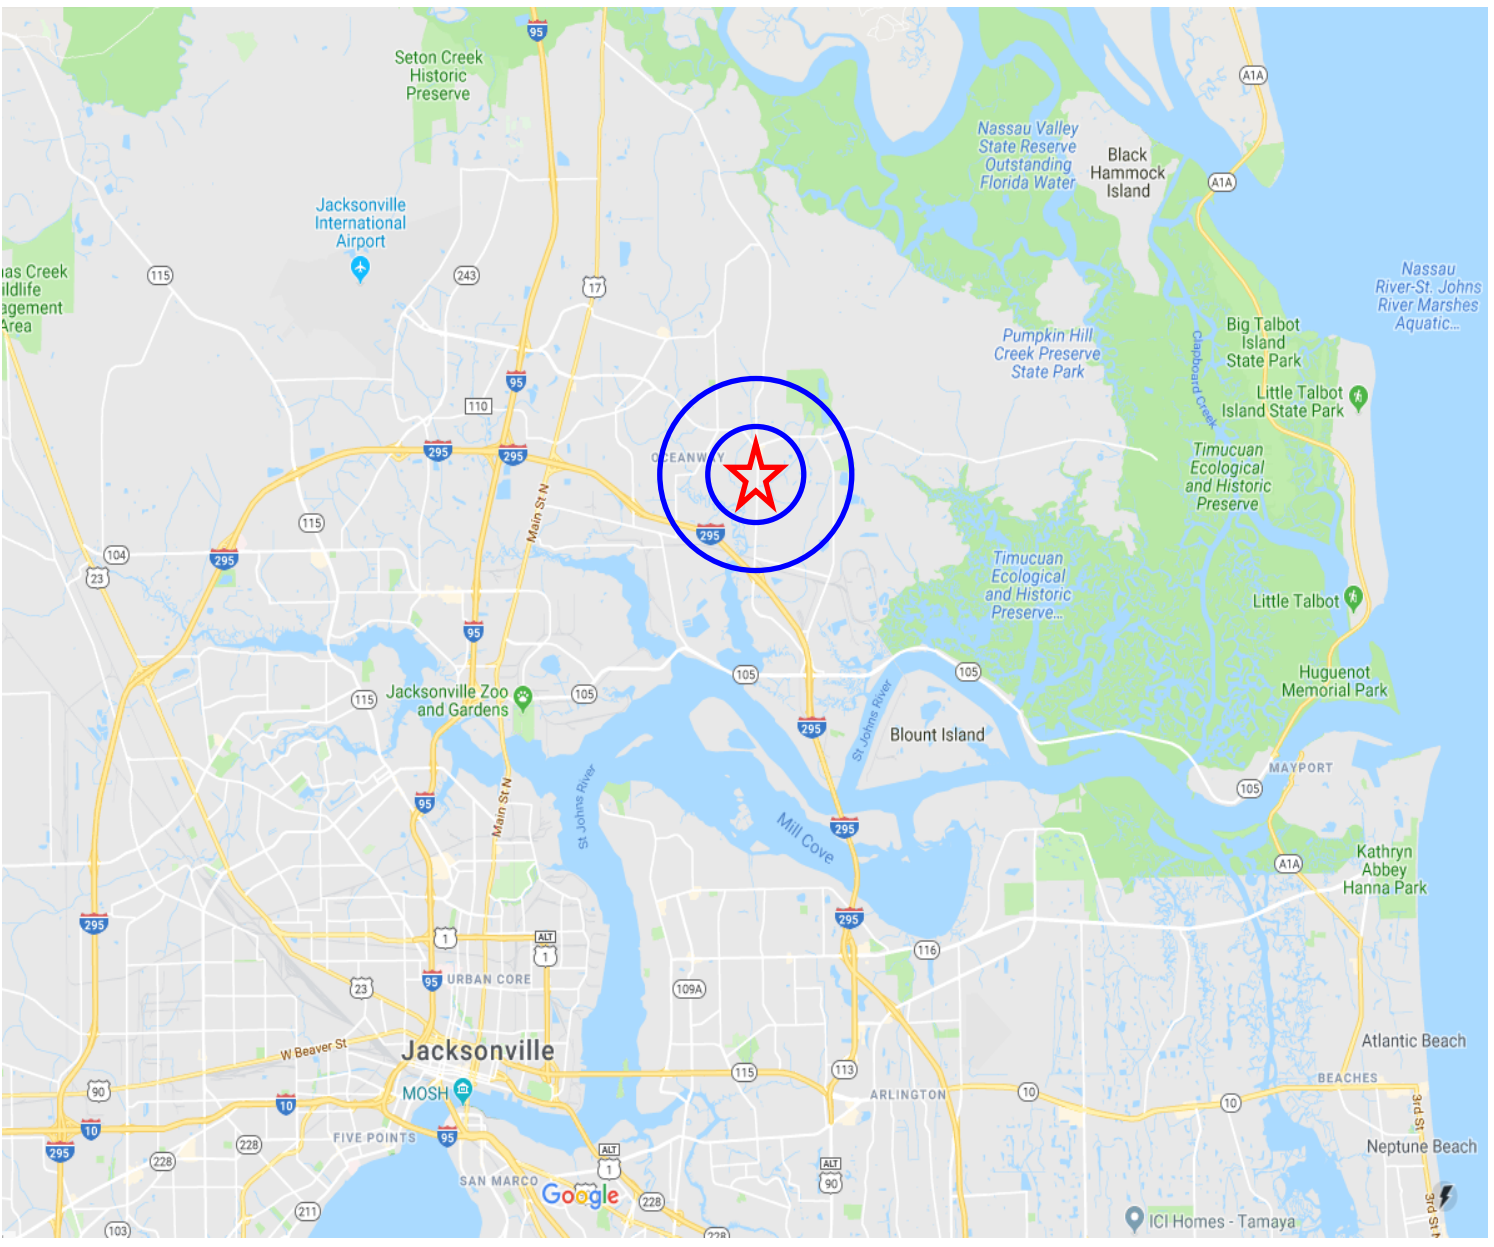 95
Seton Creek
Historic
Preserve
A1A
Nassau Valley
State Reserve
Outstanding
Florida Water
Black
Hammock
Island
A1A
Jacksonville
International
Airport
115
243
17
as Creek
ildlife
agement
Area
Nassau
River-St. Johns
River Marshes
Aquatic...
Big Talbot
Island
State Park
Pumpkin Hill
Creek Preserve
State Park
Clapboard Creek
95
110
Little Talbot
Island State Park
295
295
OCEANWAY
Timucuan
Ecological
and Historic
Preserve
Main St N
115
295
104
295
23
Timucuan
Ecological
and Historic
Preserve...
Little Talbot
95
105
105
Huguenot
Memorial Park
Jacksonville Zoo
and Gardens
115
105
St Johns River
295
Blount Island
MAYPORT
105
95
Main St N
St Johns River
Mill Cove
295
A1A
Kathryn
Abbey
Hanna Park
295
295
1
ALT
1
116
95
URBAN CORE
23
109A
W Beaver St
Jacksonville
Atlantic Beach
MOSH
115
113
BEACHES
90
10
ARLINGTON
10
10
3rd St
10
95
FIVE POINTS
228
295
228
ALT
1
ALT
90
Neptune Beach
SAN MARCO
Google
228
211
103
228
ICI Homes - Tamaya
3rd St N